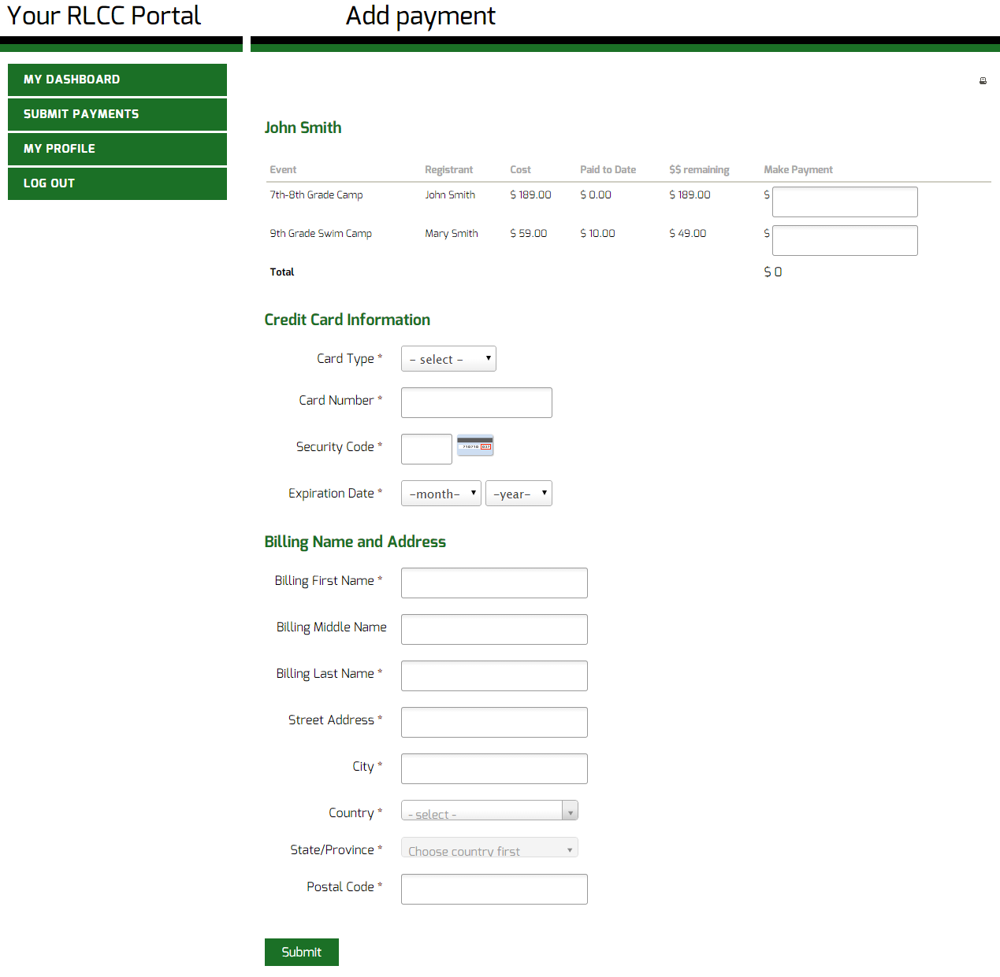 Your RLCC Portal
Add payment
MY DASHBOARD
SUBMIT PAYMENTS
MY PROFILE
LOG OUT
John Smith
Event Registrant Cost Paid to Date $$ remaining Make Payment
7th-8th Grade Camp John Smith $ 189.00 $ 0.00 $ 189.00 $
9th Grade Swim Camp Mary Smith $ 59.00 $ 10.00 $ 49.00 $
Total $ 0
Credit Card Information
Card Type * - select -
Card Number *
Security Code *
Expiration Date * -month- -year-
Billing Name and Address
Billing First Name *
Billing Middle Name
Billing Last Name *
Street Address *
City *
Country * - select -
State/Province * Choose country first
Postal Code *
Submit